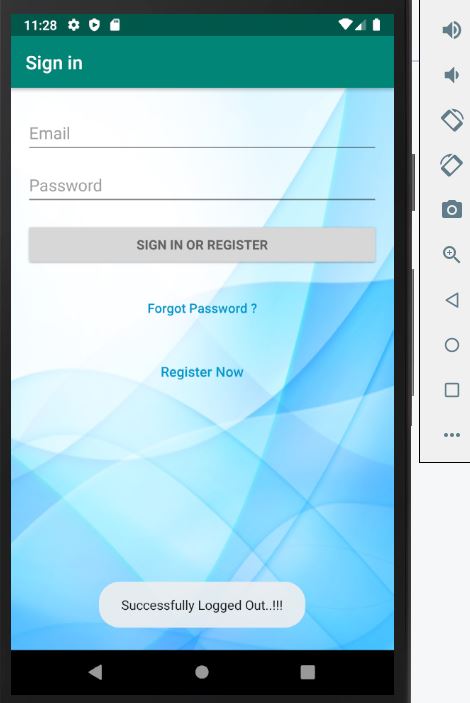 11:28
Sign in
Email
Password
SIGN IN OR REGISTER
Forgot Password ?
Register Now
Successfully Logged Out..!!!